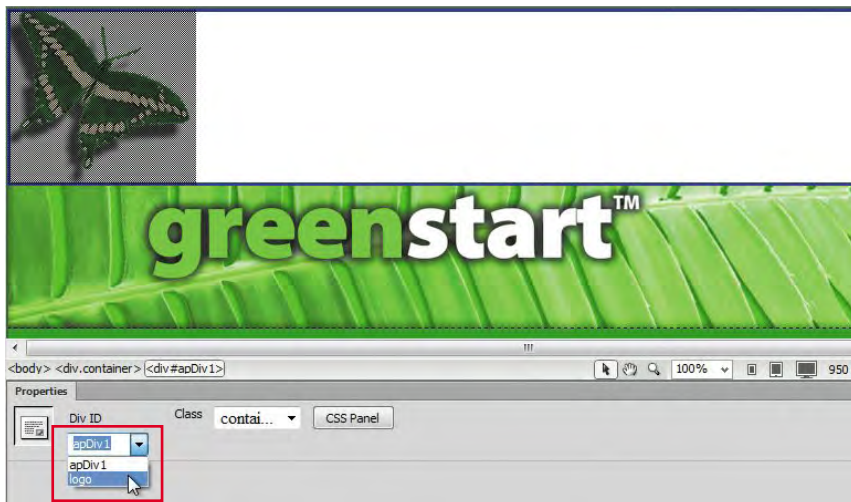 greenstart™
<body> <div.container> <div#apDiv1>
100%
950
Properties
Div ID
Class
contai...
CSS Panel
apDiv1
apDiv1
logo